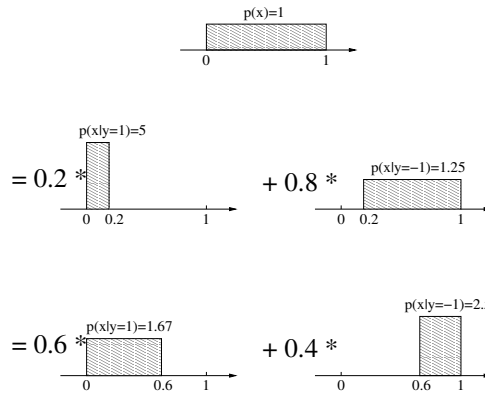 p(x)=1
0 1
p(x|y=1)=5
= 0.2 *
0 0.2 1
p(x|y=−1)=1.25
+ 0.8 *
0 0.2 1
p(x|y=1)=1.67
= 0.6 *
0 0.6 1
p(x|y=−1)=2.
+ 0.4 *
0 0.6 1